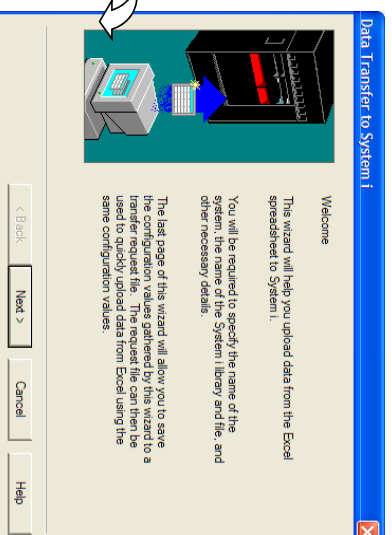 Data Transfer to System i
Welcome
This wizard will help you upload data from the Excel
spreadsheet to System i.
You will be required to specify the name of the
system, the name of the System i library and file, and
other necessary details.
The last page of this wizard will allow you to save
the configuration values gathered by this wizard to a
transfer request file. The request file can then be
used to quickly upload data from Excel using the
same configuration values.
< Back
Next >
Cancel
Help